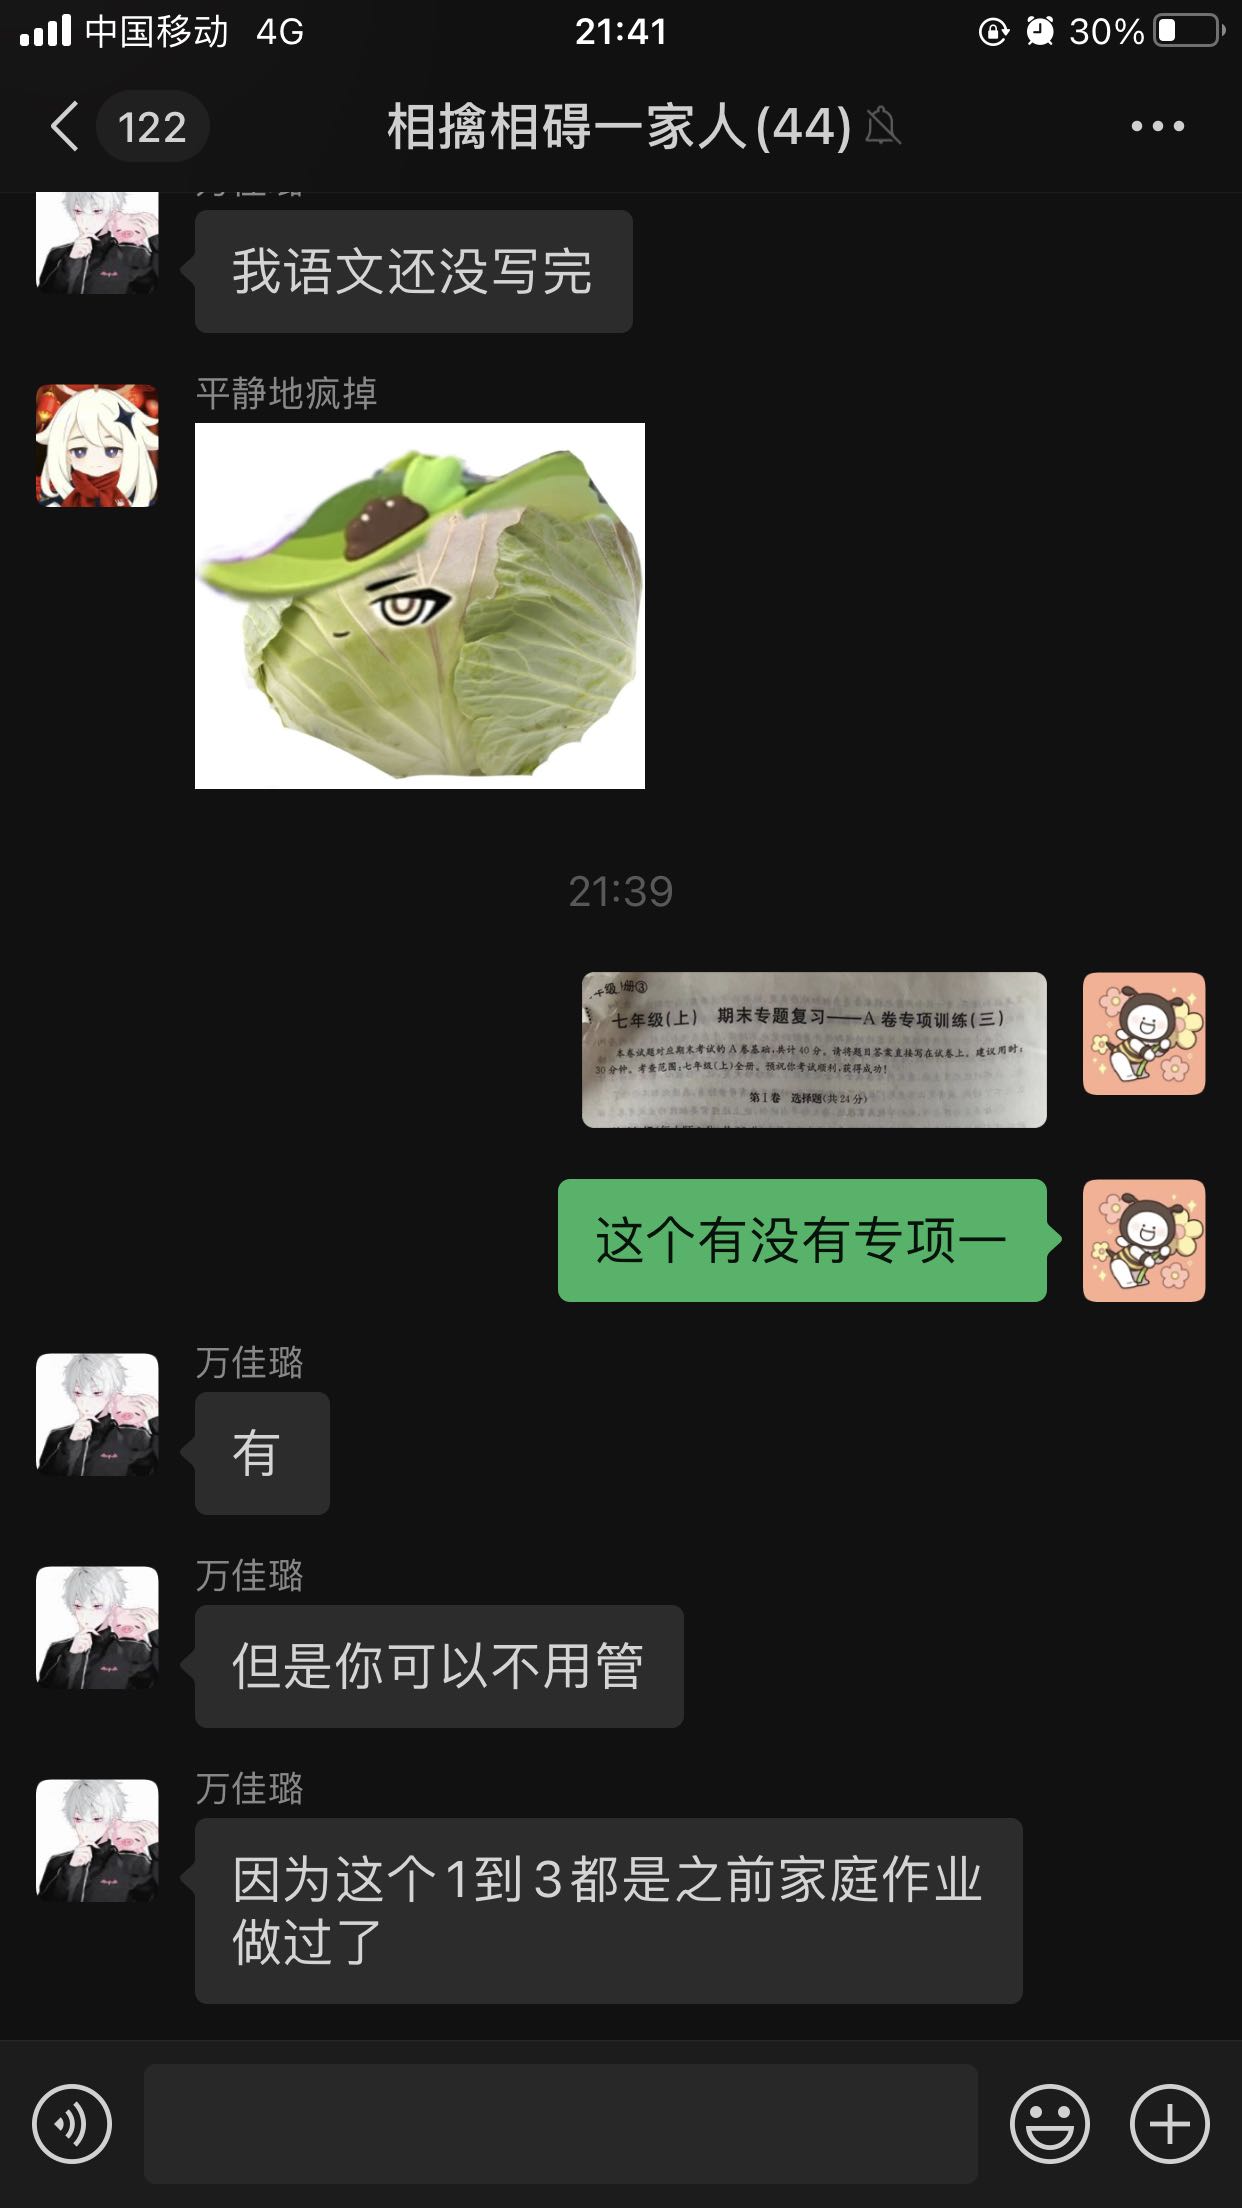 中国移动 4G 21:41 30%
122 相擒相碍一家人(44)
我语文还没写完
平静地疯掉
21:39
七年级(上) 期末专题复习——A卷专项训练(三)
本卷试题对应期末考试的A卷基础,共计40分。请将题目答案直接写在试卷上。建议用时:
30分钟。考查范围:七年级(上)全册。预祝你考试顺利,获得成功!
第Ⅰ卷 选择题(共24分)
这个有没有专项一
万佳璐
有
万佳璐
但是你可以不用管
万佳璐
因为这个1到3都是之前家庭作业
做过了